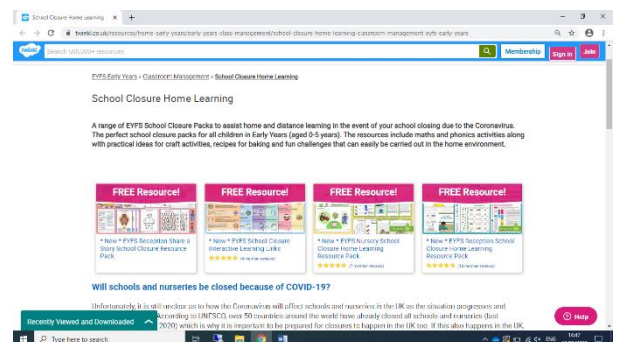 School Closure Home Learning
twinkl.co.uk/resources/home-early-years/early-years-class-management/school-closure-home-learning-classroom-management-eyfs-early-years
twinkl
resources
Membership
Sign In
Join
EYFS Early Years » Classroom Management » School Closure Home Learning
School Closure Home Learning
A range of EYFS School Closure Packs to assist home and distance learning in the event of your school closing due to the Coronavirus.
The perfect school closure packs for all children in Early Years (aged 0-5 years). The resources include maths and phonics activities along
with practical ideas for craft activities, recipes for baking and fun challenges that can easily be carried out in the home environment.
FREE Resource!
FREE Resource!
FREE Resource!
FREE Resource!
* New * EYFS Reception Share a
Story School Closure Resource
Pack
* New * EYFS School Closure
Interactive Learning Links
* New * EYFS Nursery School
Closure Home Learning
Resource Pack
* New * EYFS Reception School
Closure Home Learning
Resource Pack
Will schools and nurseries be closed because of COVID-19?
Unfortunately, it is still unclear as to how the Coronavirus will affect schools and nurseries in the UK as the situation progresses and
According to UNESCO, over 50 countries around the world have already closed all schools and nurseries (last
2020) which is why it is important to be prepared for closures to happen in the UK too. If this also happens in the UK,
Recently Viewed and Downloaded
Help
Type here to search
ENG
1647